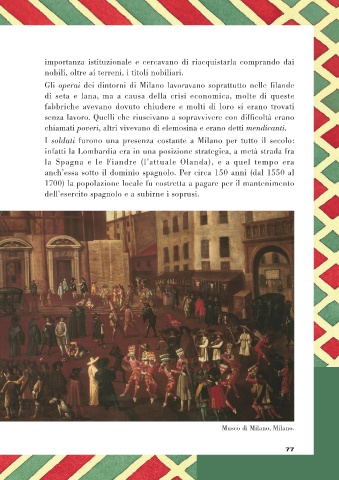 importanza istituzionale e cercavano di riacquistarla comprando dai
nobili, oltre ai terreni, i titoli nobiliari.
Gli operai dei dintorni di Milano lavoravano soprattutto nelle filande
di seta e lana, ma a causa della crisi economica, molte di queste
fabbriche avevano dovuto chiudere e molti di loro si erano trovati
senza lavoro. Quelli che riuscivano a sopravvivere con difficoltà erano
chiamati poveri, altri vivevano di elemosina e erano detti mendicanti.
I soldati furono una presenza costante a Milano per tutto il secolo:
infatti la Lombardia era in una posizione strategica, a metà strada fra
la Spagna e le Fiandre (l'attuale Olanda), e a quel tempo era
anch'essa sotto il dominio spagnolo. Per circa 150 anni (dal 1550 al
1700) la popolazione locale fu costretta a pagare per il mantenimento
dell'esercito spagnolo e a subirne i soprusi.
Museo di Milano, Milano.
77